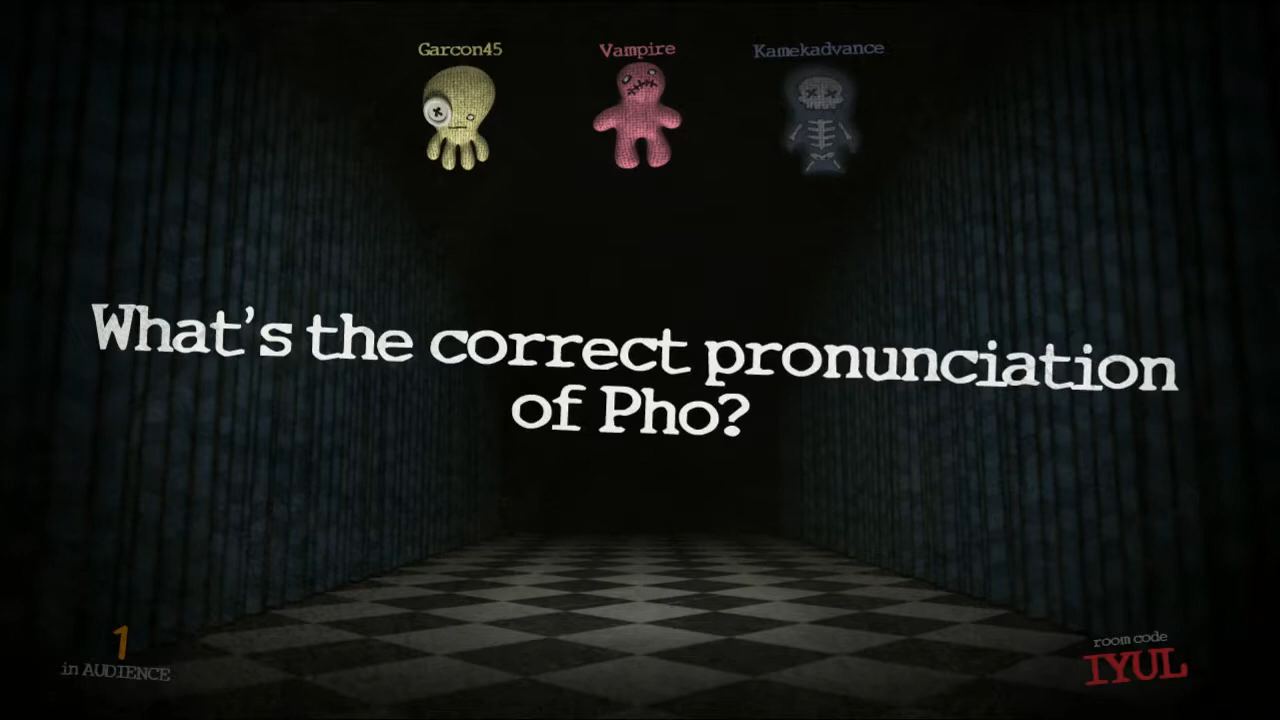 Garcon45
Vampire
Kamekadvance
What's the correct pronunciation
of Pho?
1
in AUDIENCE
room code
IYUL